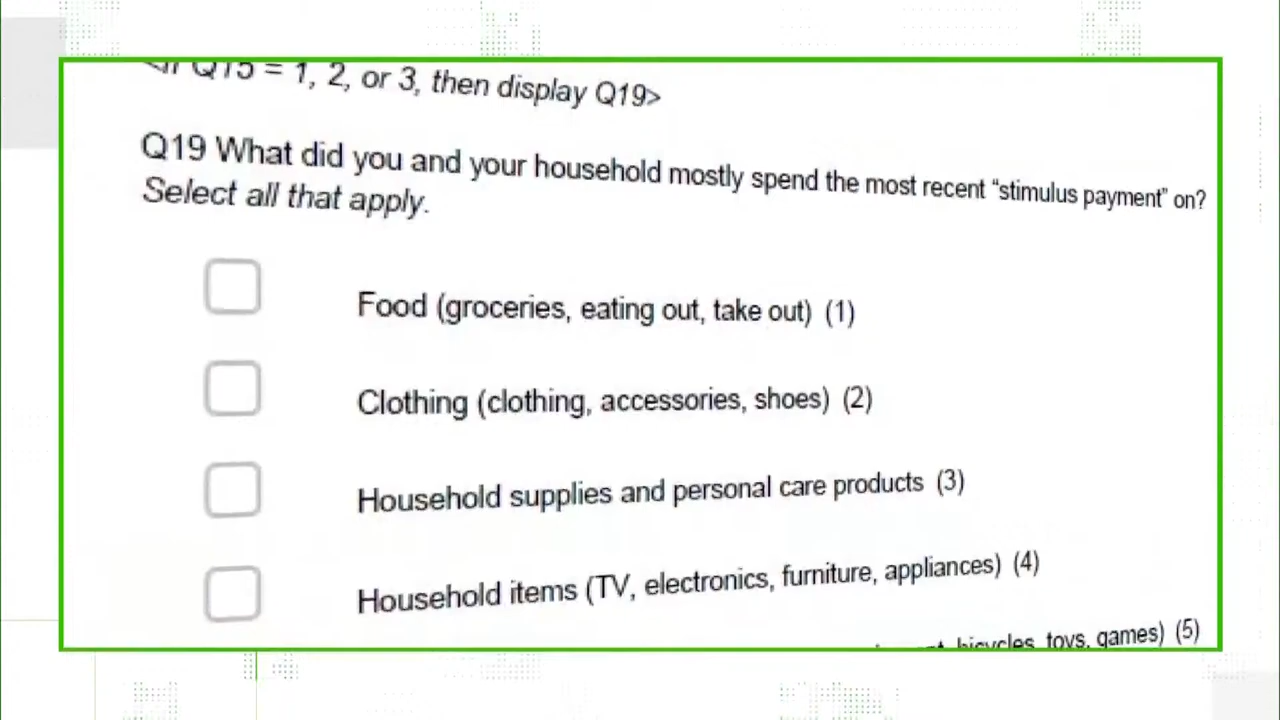 <If Q15 = 1, 2, or 3, then display Q19>
Q19 What did you and your household mostly spend the most recent “stimulus payment” on?
Select all that apply.
Food (groceries, eating out, take out) (1)
Clothing (clothing, accessories, shoes) (2)
Household supplies and personal care products (3)
Household items (TV, electronics, furniture, appliances) (4)
bicycles, toys, games) (5)